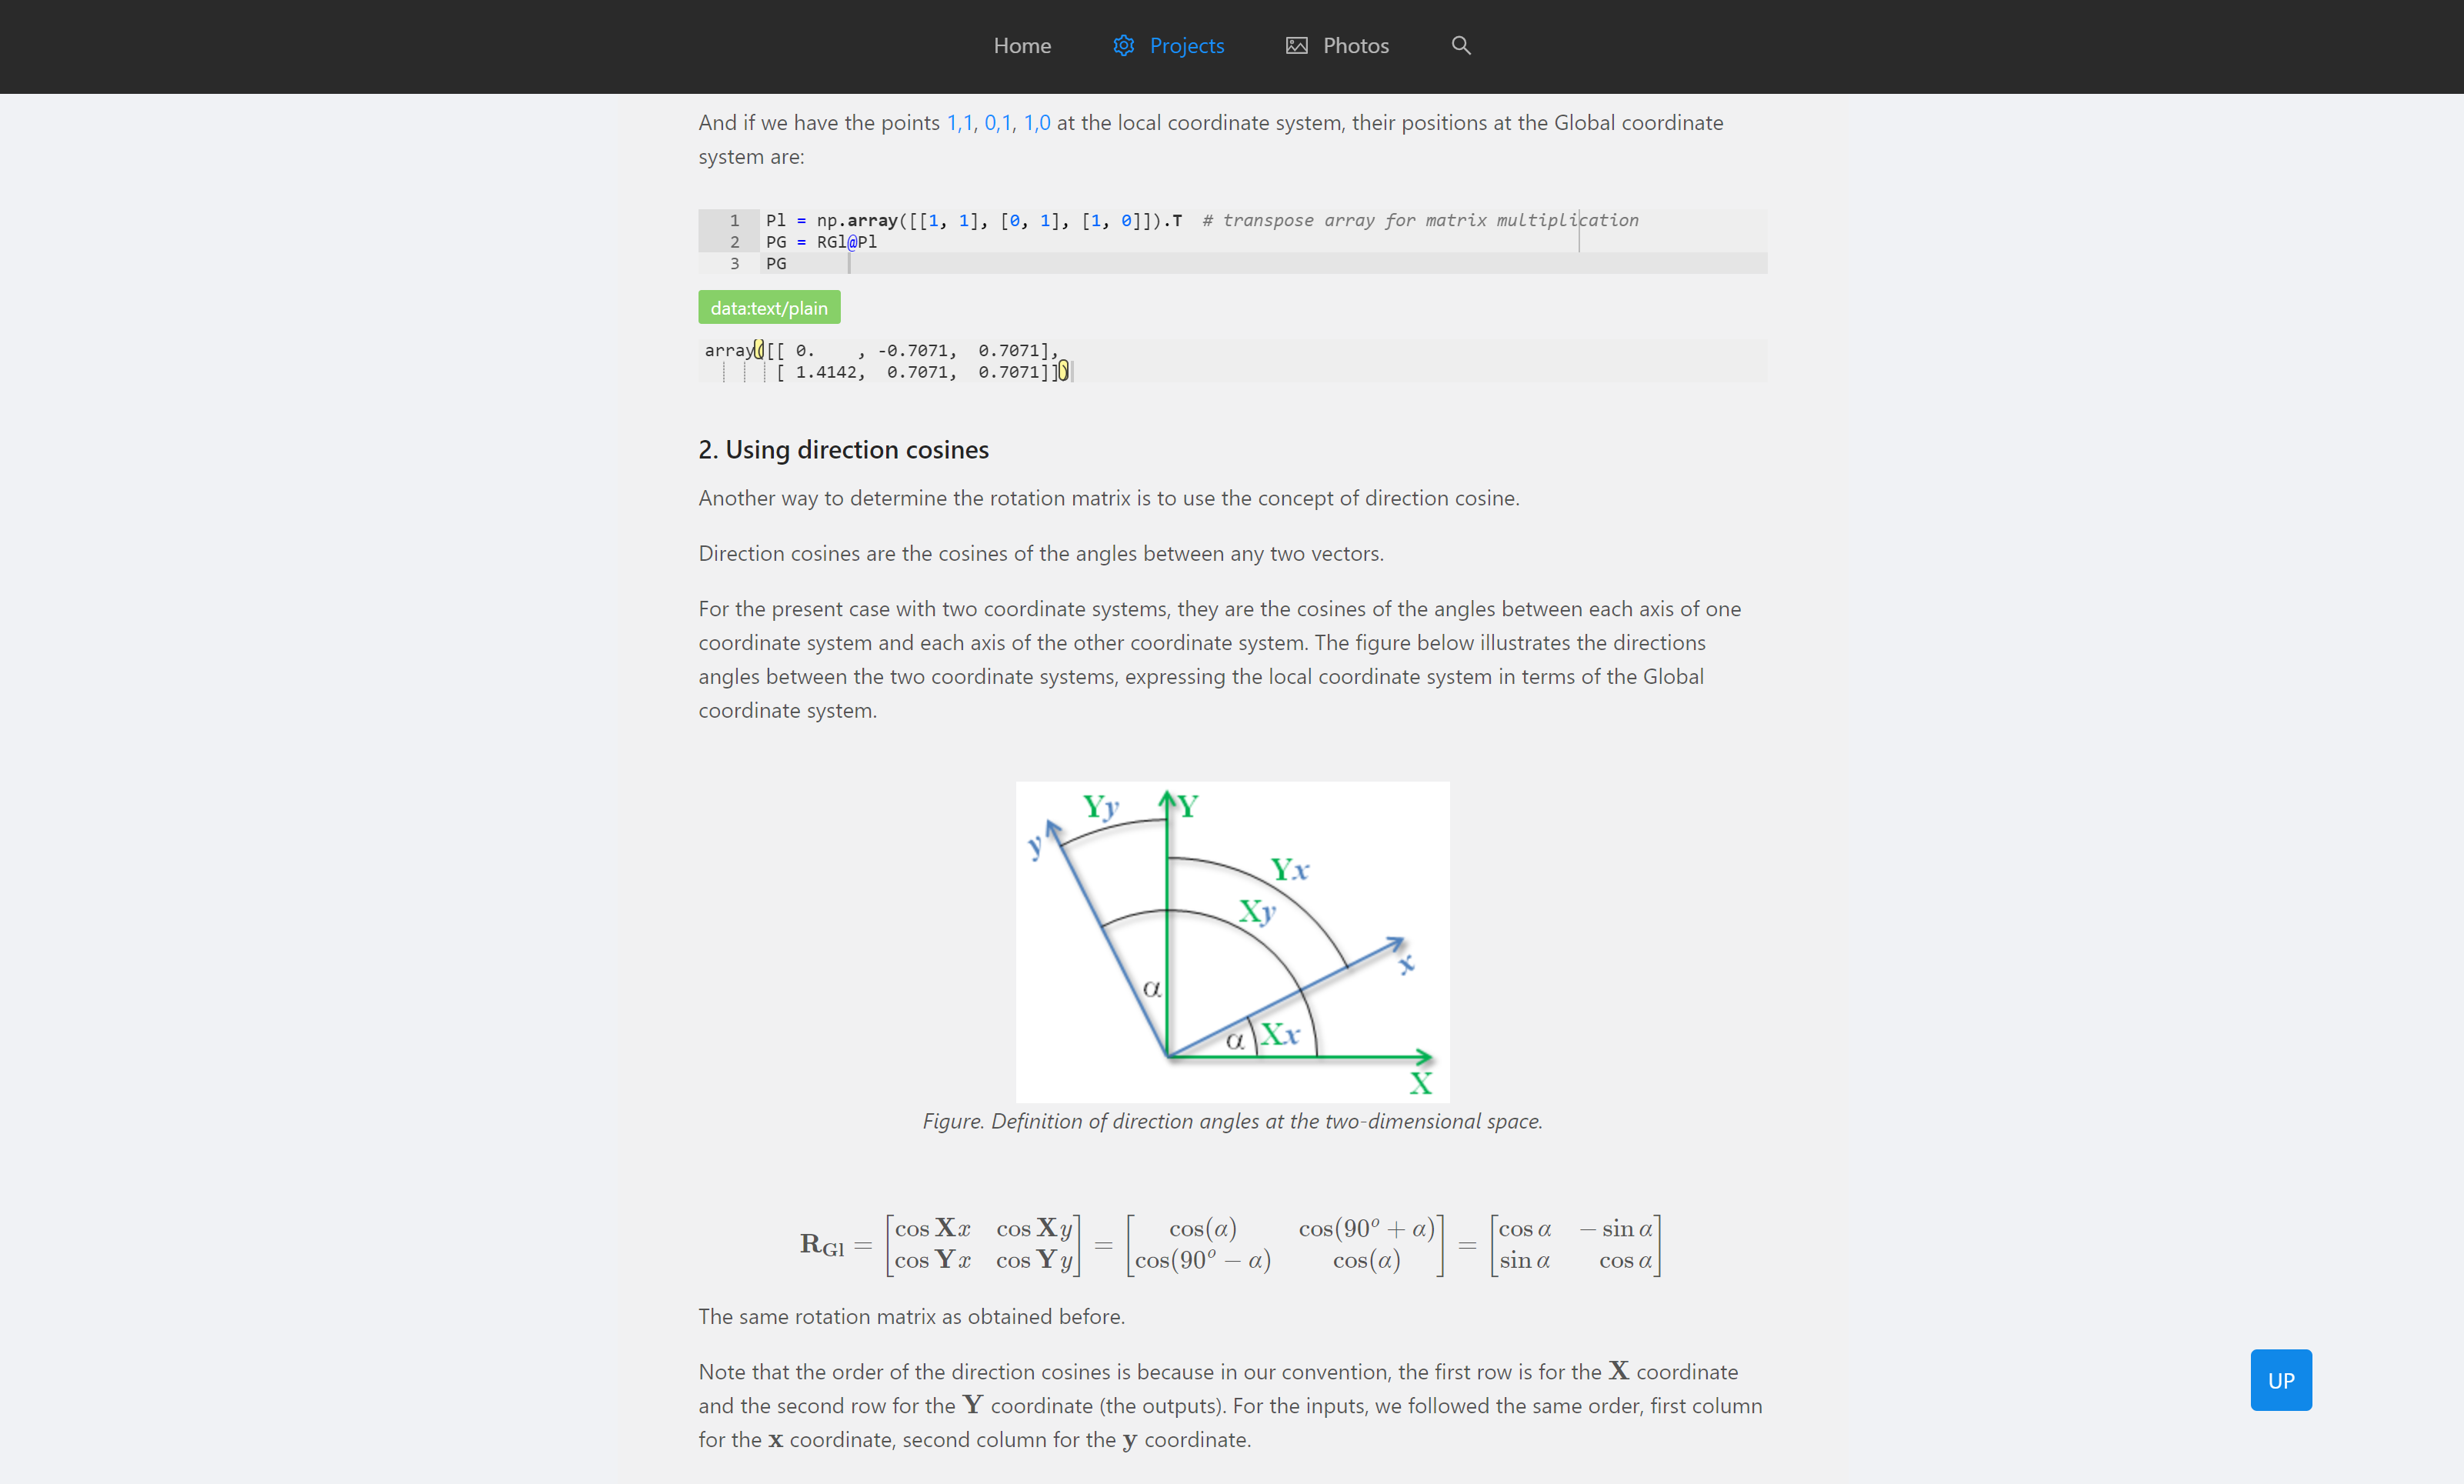 Home Projects Photos
And if we have the points 1,1, 0,1, 1,0 at the local coordinate system, their positions at the Global coordinate
system are:
1 Pl = np.array([[1, 1], [0, 1], [1, 0]]).T # transpose array for matrix multiplication
2 PG = RGl@Pl
3 PG
data:text/plain
array([[ 0. , -0.7071, 0.7071],
[ 1.4142, 0.7071, 0.7071]])
2. Using direction cosines
Another way to determine the rotation matrix is to use the concept of direction cosine.
Direction cosines are the cosines of the angles between any two vectors.
For the present case with two coordinate systems, they are the cosines of the angles between each axis of one
coordinate system and each axis of the other coordinate system. The figure below illustrates the directions
angles between the two coordinate systems, expressing the local coordinate system in terms of the Global
coordinate system.
Yy Y
y
Yx
Xy
x
α
α Xx
X
Figure. Definition of direction angles at the two-dimensional space.
R_Gl = [cos Xx cos Xy] = [cos(α) cos(90° + α)] = [cos α − sin α]
[cos Yx cos Yy] [cos(90° − α) cos(α)] [sin α cos α]
The same rotation matrix as obtained before.
Note that the order of the direction cosines is because in our convention, the first row is for the X coordinate
and the second row for the Y coordinate (the outputs). For the inputs, we followed the same order, first column
for the x coordinate, second column for the y coordinate.
UP